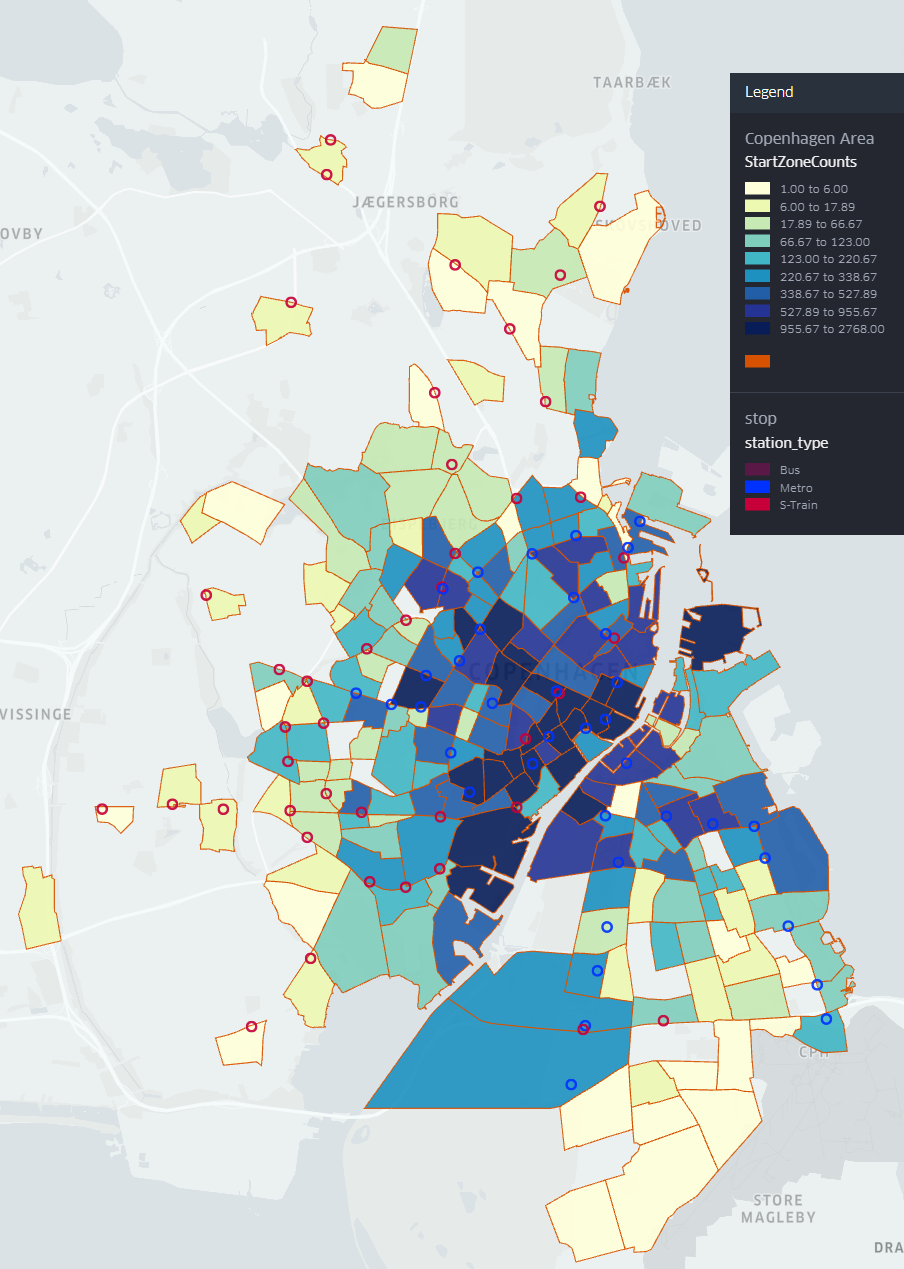 TAARBÆK
Legend
Copenhagen Area
StartZoneCounts
1.00 to 6.00
6.00 to 17.89
17.89 to 66.67
66.67 to 123.00
123.00 to 220.67
220.67 to 338.67
338.67 to 527.89
527.89 to 955.67
955.67 to 2768.00
stop
station_type
Bus
Metro
S-Train
JÆGERSBORG
SKOVSHOVED
OVBY
COPENHAGEN
VISSINGE
CPH
STORE
MAGLEBY
DRA